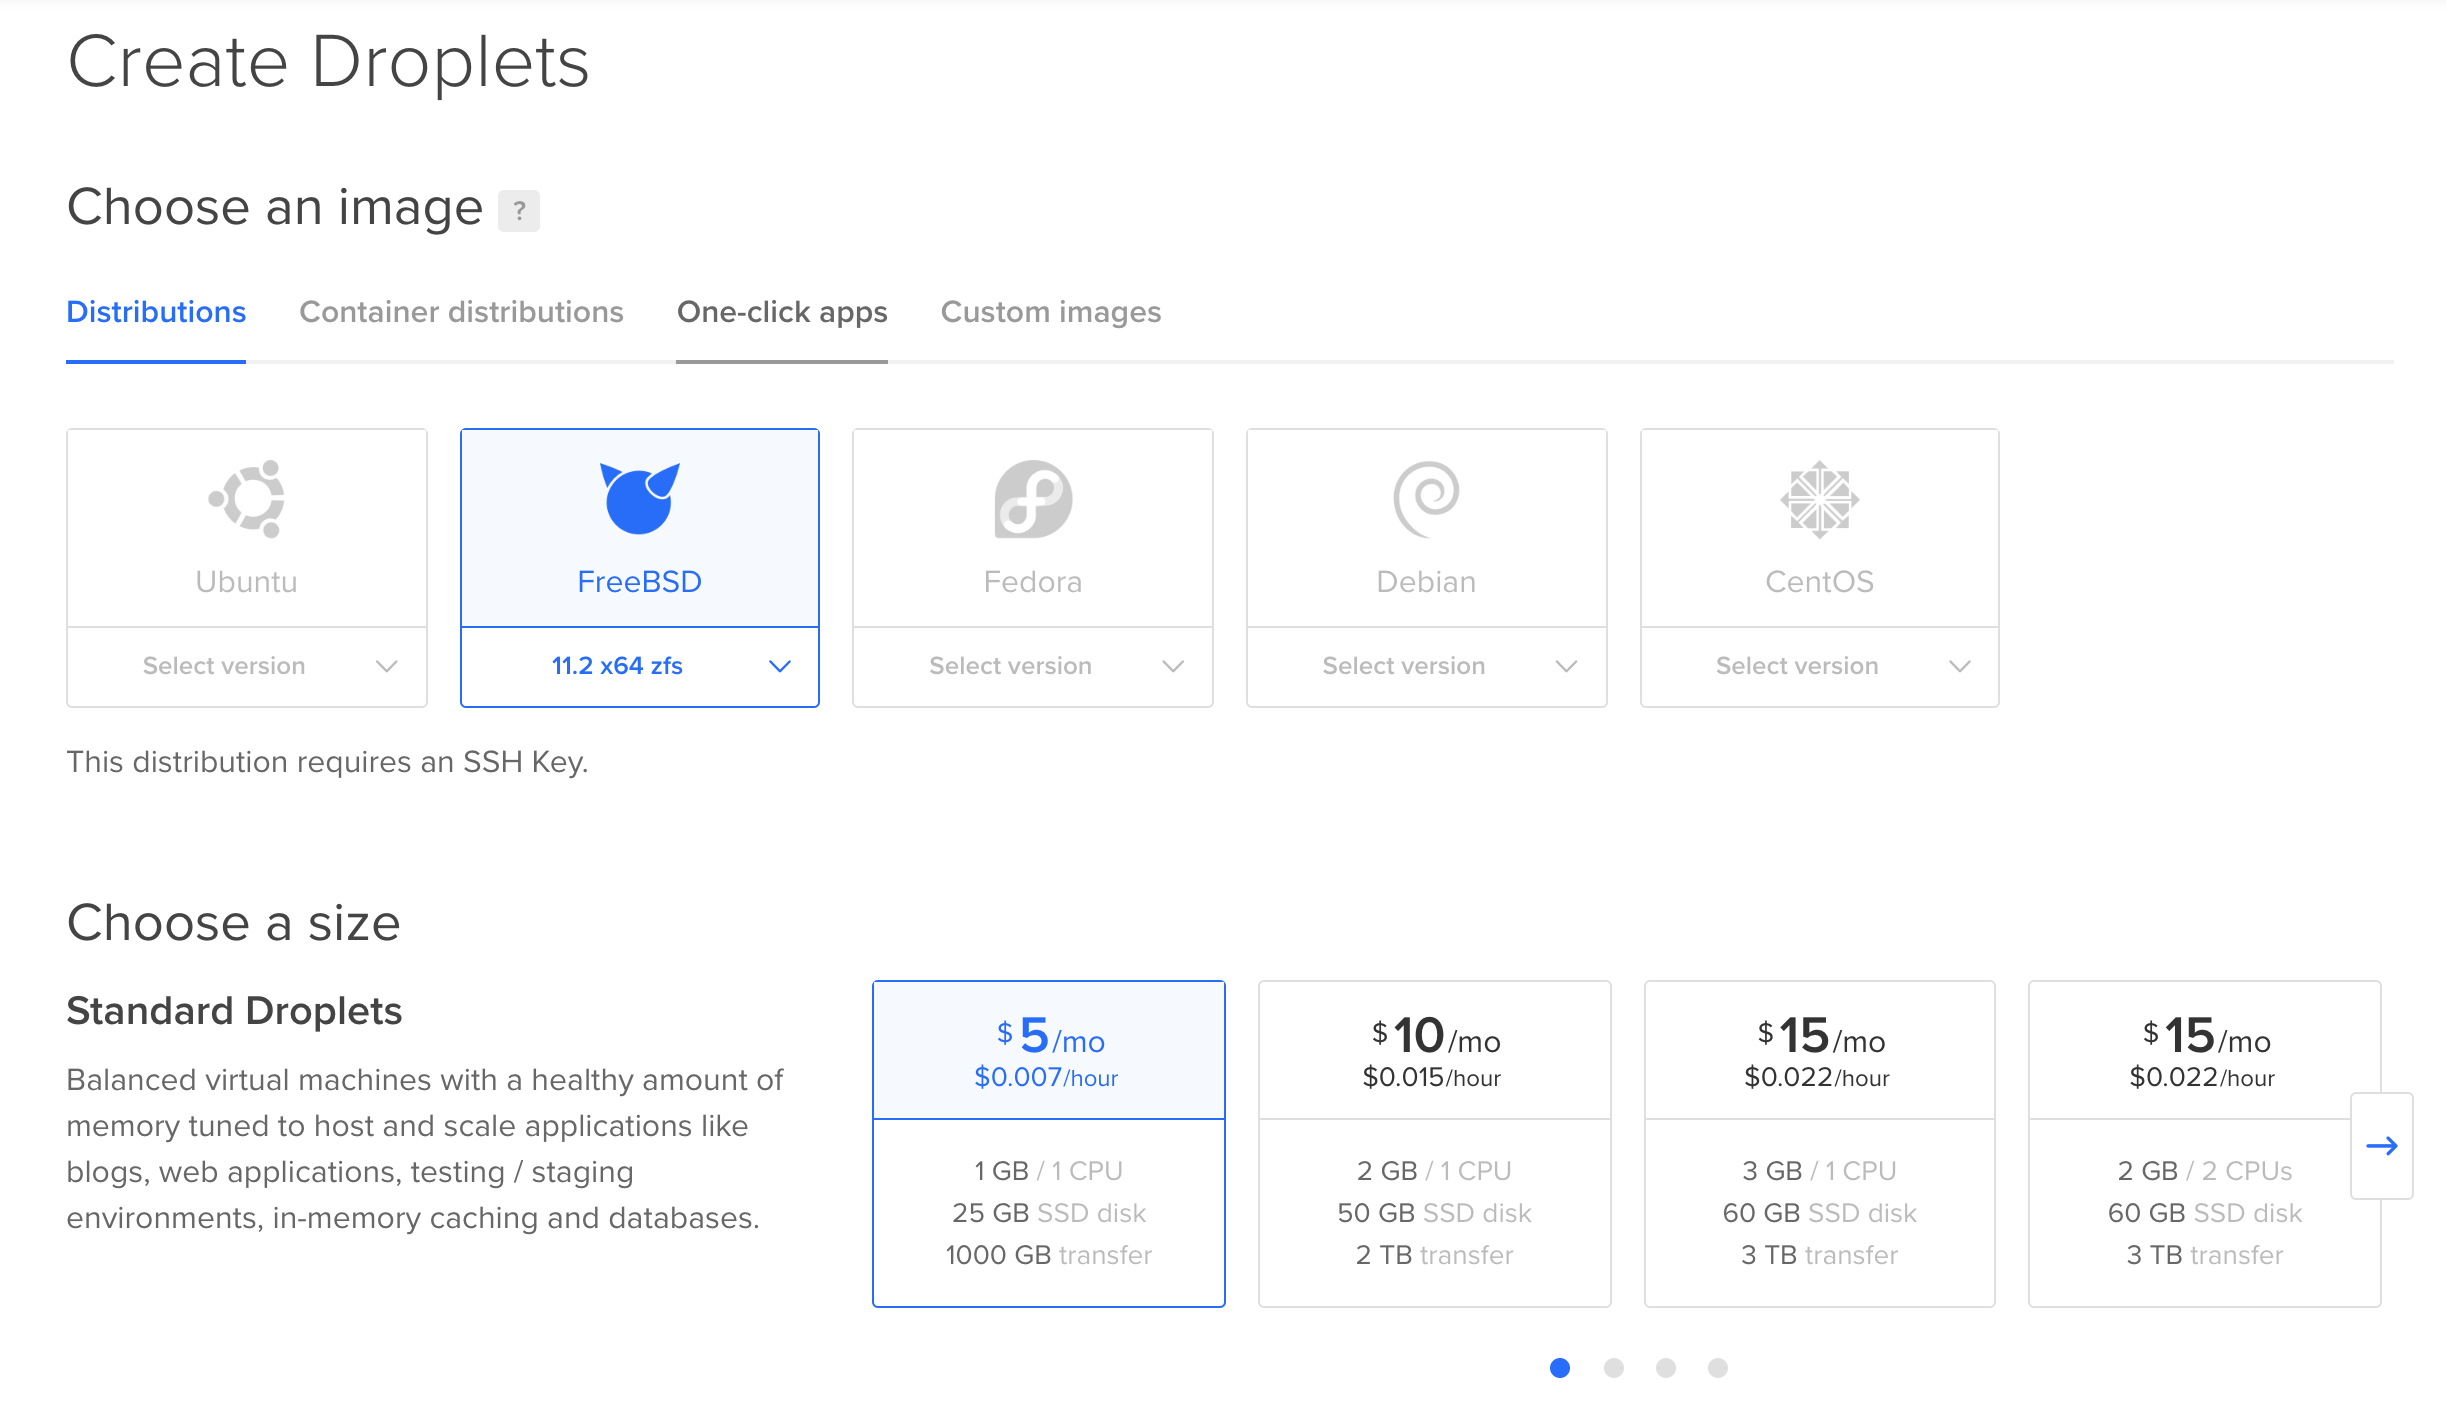 Create Droplets
Choose an image ?
Distributions Container distributions One-click apps Custom images
Ubuntu FreeBSD Fedora Debian CentOS
Select version 11.2 x64 zfs Select version Select version Select version
This distribution requires an SSH Key.
Choose a size
Standard Droplets
Balanced virtual machines with a healthy amount of
memory tuned to host and scale applications like
blogs, web applications, testing / staging
environments, in-memory caching and databases.
$ 5/mo
$0.007/hour
1 GB / 1 CPU
25 GB SSD disk
1000 GB transfer
$ 10/mo
$0.015/hour
2 GB / 1 CPU
50 GB SSD disk
2 TB transfer
$ 15/mo
$0.022/hour
3 GB / 1 CPU
60 GB SSD disk
3 TB transfer
$ 15/mo
$0.022/hour
2 GB / 2 CPUs
60 GB SSD disk
3 TB transfer